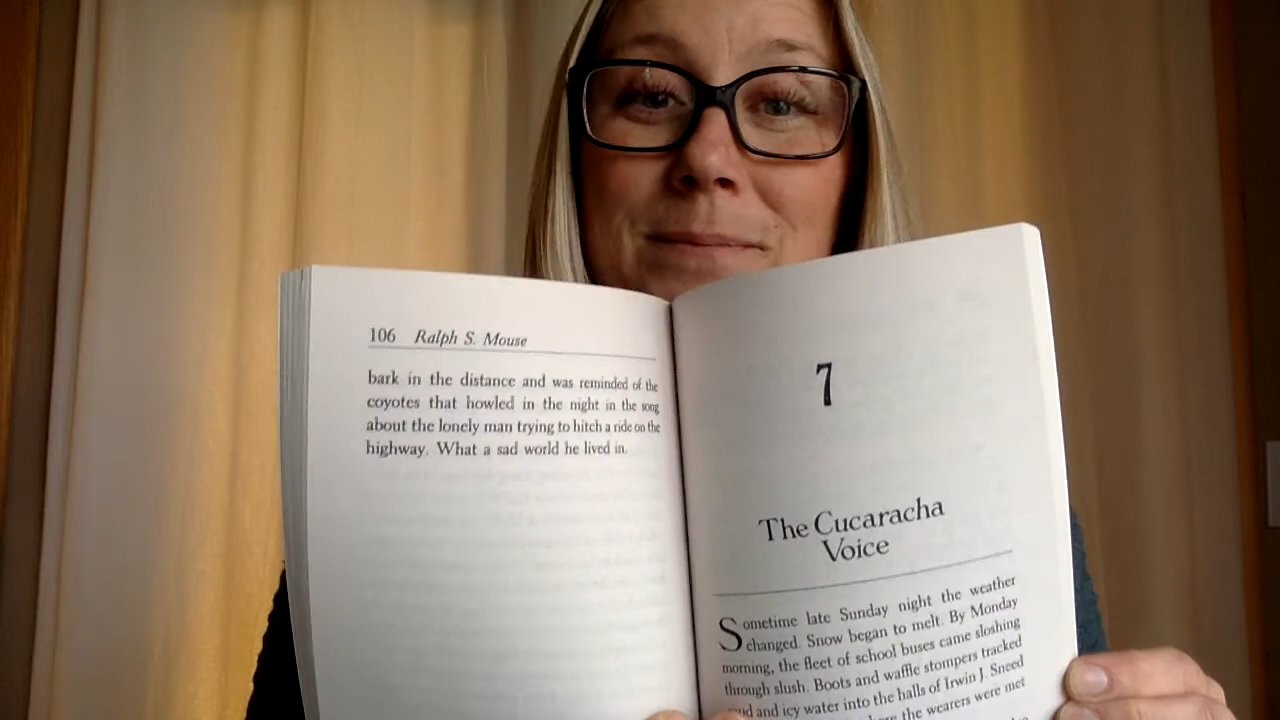 106 Ralph S. Mouse
bark in the distance and was reminded of the
coyotes that howled in the night in the song
about the lonely man trying to hitch a ride on the
highway. What a sad world he lived in.
7
The Cucaracha
Voice
Sometime late Sunday night the weather
changed. Snow began to melt. By Monday
morning, the fleet of school buses came sloshing
through slush. Boots and waffle stompers tracked
and icy water into the halls of Irwin J. Sneed
the wearers were met